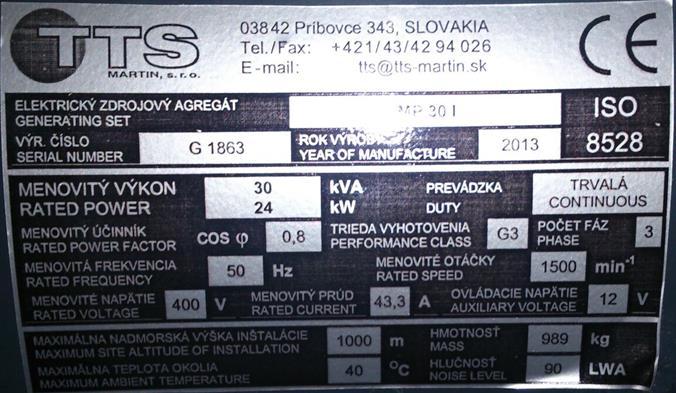 TTS
MARTIN, s.r.o.
03842 Príbovce 343, SLOVAKIA
Tel./Fax: +421/43/42 94 026
E-mail: tts@tts-martin.sk
CE
ELEKTRICKÝ ZDROJOVÝ AGREGÁT
GENERATING SET
MP 30 I
ISO
8528
VÝR. ČÍSLO
SERIAL NUMBER
G 1863
ROK VÝROBY
YEAR OF MANUFACTURE
2013
MENOVITÝ VÝKON 30 kVA
RATED POWER 24 kW
PREVÁDZKA
DUTY
TRVALÁ
CONTINUOUS
MENOVITÝ ÚČINNÍK
RATED POWER FACTOR
COS φ 0,8
TRIEDA VYHOTOVENIA
PERFORMANCE CLASS
G3
POČET FÁZ
PHASE
3
MENOVITÁ FREKVENCIA
RATED FREQUENCY
50 Hz
MENOVITÉ OTÁČKY
RATED SPEED
1500 min⁻¹
MENOVITÉ NAPÄTIE
RATED VOLTAGE
400 V
MENOVITÝ PRÚD
RATED CURRENT
43,3 A
OVLÁDACIE NAPÄTIE
AUXILIARY VOLTAGE
12 V
MAXIMÁLNA NADMORSKÁ VÝŠKA INŠTALÁCIE
MAXIMUM SITE ALTITUDE OF INSTALLATION
1000 m
HMOTNOSŤ
MASS
989 kg
MAXIMÁLNA TEPLOTA OKOLIA
MAXIMUM AMBIENT TEMPERATURE
40 °C
HLUČNOSŤ
NOISE LEVEL
90 LWA